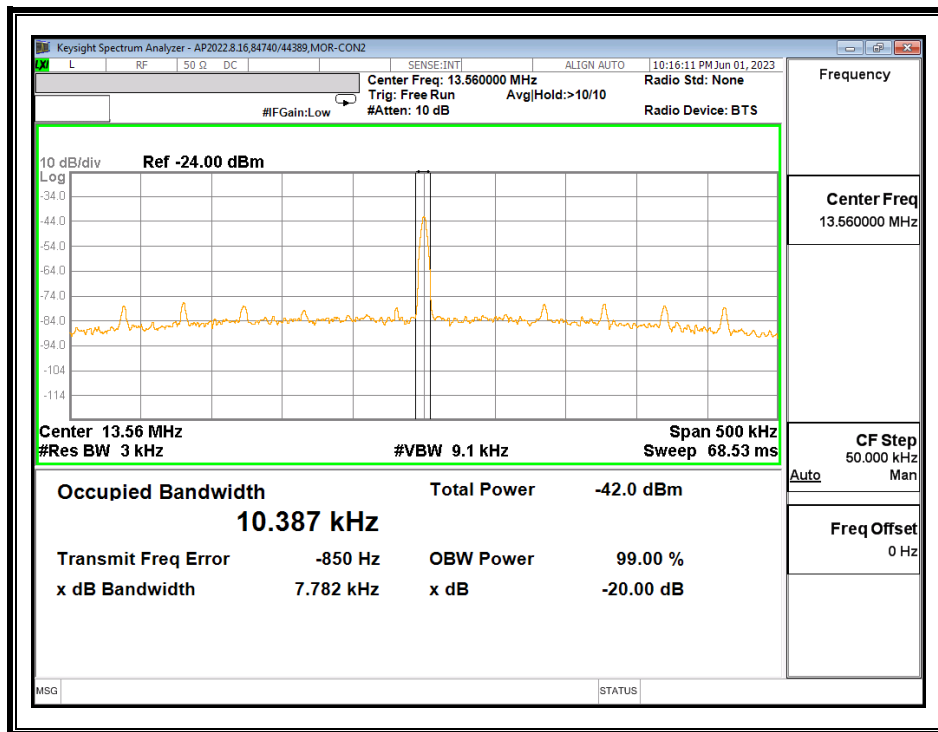 Keysight Spectrum Analyzer - AP2022.8.16,84740/44389,MOR-CON2
LXI L RF 50 Ω DC SENSE:INT ALIGN AUTO 10:16:11 PM Jun 01, 2023
Center Freq: 13.560000 MHz Radio Std: None
Trig: Free Run Avg|Hold:>10/10
#IFGain:Low #Atten: 10 dB Radio Device: BTS
10 dB/div Ref -24.00 dBm
Log
-34.0
-44.0
-54.0
-64.0
-74.0
-84.0
-94.0
-104
-114
Center 13.56 MHz Span 500 kHz
#Res BW 3 kHz #VBW 9.1 kHz Sweep 68.53 ms
Occupied Bandwidth Total Power -42.0 dBm
10.387 kHz
Transmit Freq Error -850 Hz OBW Power 99.00 %
x dB Bandwidth 7.782 kHz x dB -20.00 dB
Frequency
Center Freq
13.560000 MHz
CF Step
50.000 kHz
Auto Man
Freq Offset
0 Hz
MSG STATUS